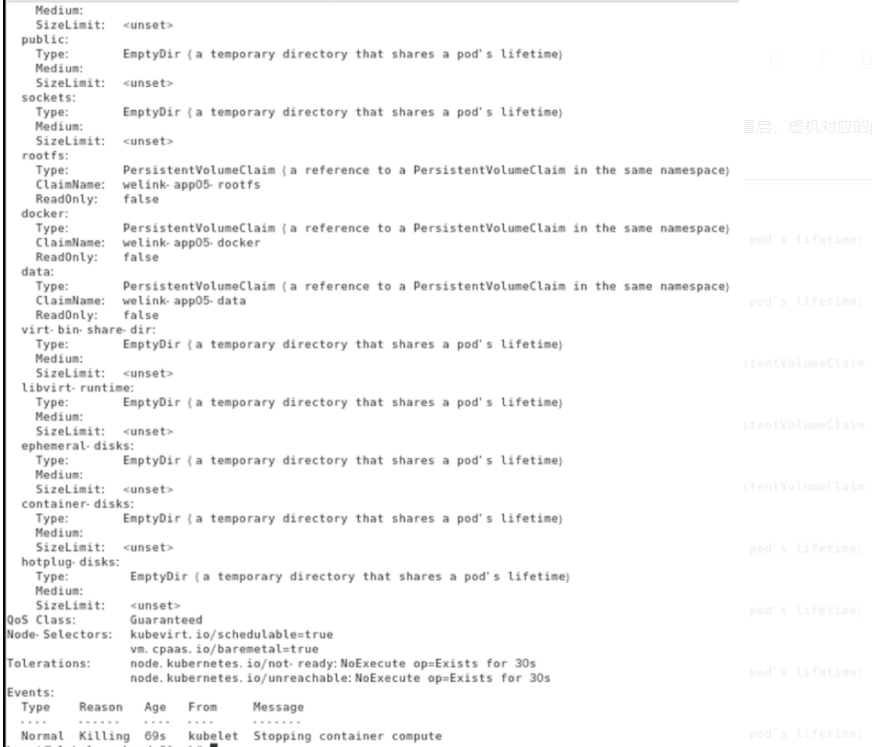 Medium:
SizeLimit: <unset>
public:
Type: EmptyDir (a temporary directory that shares a pod's lifetime)
Medium:
SizeLimit: <unset>
sockets:
Type: EmptyDir (a temporary directory that shares a pod's lifetime)
Medium:
SizeLimit: <unset>
rootfs:
Type: PersistentVolumeClaim (a reference to a PersistentVolumeClaim in the same namespace)
ClaimName: welink-app05-rootfs
ReadOnly: false
docker:
Type: PersistentVolumeClaim (a reference to a PersistentVolumeClaim in the same namespace)
ClaimName: welink-app05-docker
ReadOnly: false
data:
Type: PersistentVolumeClaim (a reference to a PersistentVolumeClaim in the same namespace)
ClaimName: welink-app05-data
ReadOnly: false
virt-bin-share-dir:
Type: EmptyDir (a temporary directory that shares a pod's lifetime)
Medium:
SizeLimit: <unset>
libvirt-runtime:
Type: EmptyDir (a temporary directory that shares a pod's lifetime)
Medium:
SizeLimit: <unset>
ephemeral-disks:
Type: EmptyDir (a temporary directory that shares a pod's lifetime)
Medium:
SizeLimit: <unset>
container-disks:
Type: EmptyDir (a temporary directory that shares a pod's lifetime)
Medium:
SizeLimit: <unset>
hotplug-disks:
Type: EmptyDir (a temporary directory that shares a pod's lifetime)
Medium:
SizeLimit: <unset>
QoS Class: Guaranteed
Node-Selectors: kubevirt.io/schedulable=true
vm.cpaas.io/baremetal=true
Tolerations: node.kubernetes.io/not-ready:NoExecute op=Exists for 30s
node.kubernetes.io/unreachable:NoExecute op=Exists for 30s
Events:
Type Reason Age From Message
---- ------ ---- ---- -------
Normal Killing 69s kubelet Stopping container compute
B I U
重启，虚机对应的
pod's lifetime)
pod's lifetime)
stentVolumeClaim
stentVolumeClaim
stentVolumeClaim
pod's lifetime)
pod's lifetime)
pod's lifetime)
pod's lifetime)